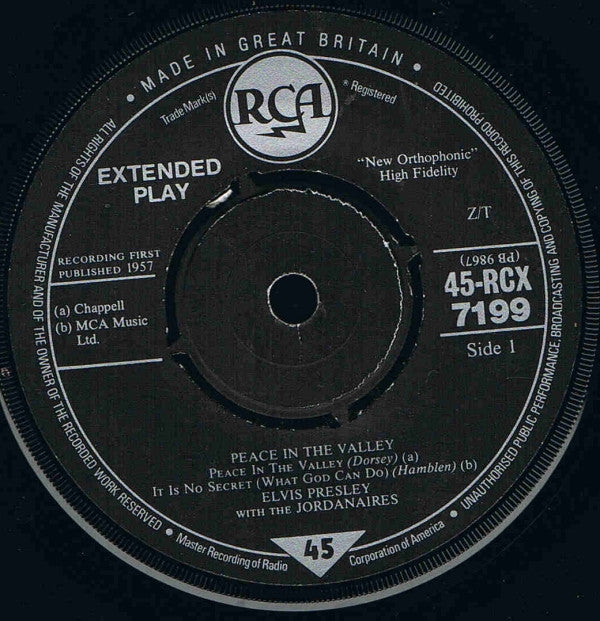 • MADE IN GREAT BRITAIN •
RCA
Trade Mark(s)
* Registered
EXTENDED
PLAY
"New Orthophonic"
High Fidelity
Z/T
RECORDING FIRST
PUBLISHED 1957
(a) Chappell
(b) MCA Music
Ltd.
(PB 9867)
45-RCX
7199
Side 1
PEACE IN THE VALLEY
PEACE IN THE VALLEY (Dorsey) (a)
IT IS NO SECRET (WHAT GOD CAN DO) (Hamblen) (b)
ELVIS PRESLEY
WITH THE JORDANAIRES
45
ALL RIGHTS OF THE MANUFACTURER AND OF THE OWNER OF THE RECORDED WORK RESERVED •
Master Recording of Radio
Corporation of America •
UNAUTHORISED PUBLIC PERFORMANCE, BROADCASTING AND COPYING OF THIS RECORD PROHIBITED